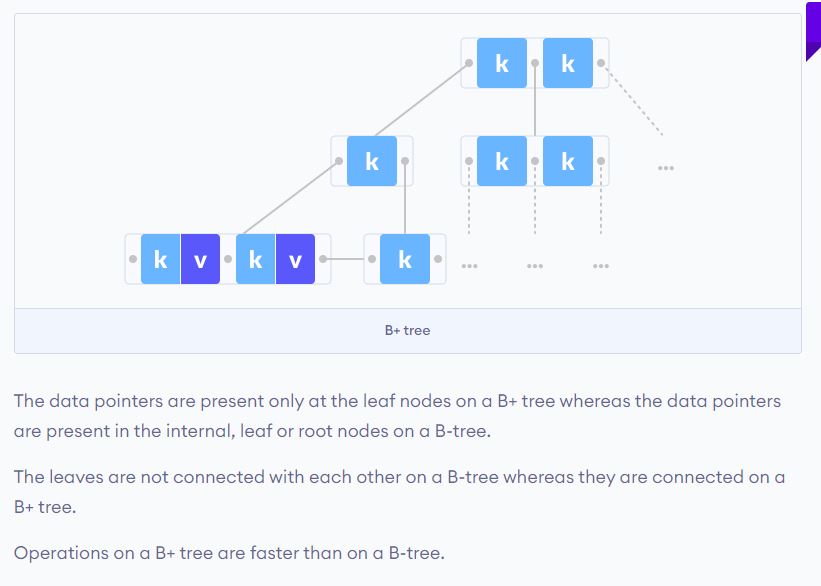 k k
k k k
...
k v k v k
... ... ...
B+ tree
The data pointers are present only at the leaf nodes on a B+ tree whereas the data pointers
are present in the internal, leaf or root nodes on a B-tree.
The leaves are not connected with each other on a B-tree whereas they are connected on a
B+ tree.
Operations on a B+ tree are faster than on a B-tree.